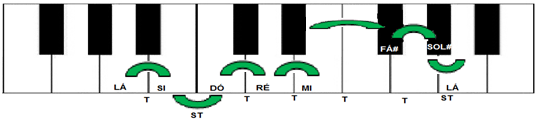 FÁ# SOL#
LÁ SI DÓ RÉ MI LÁ
T ST T T T T ST